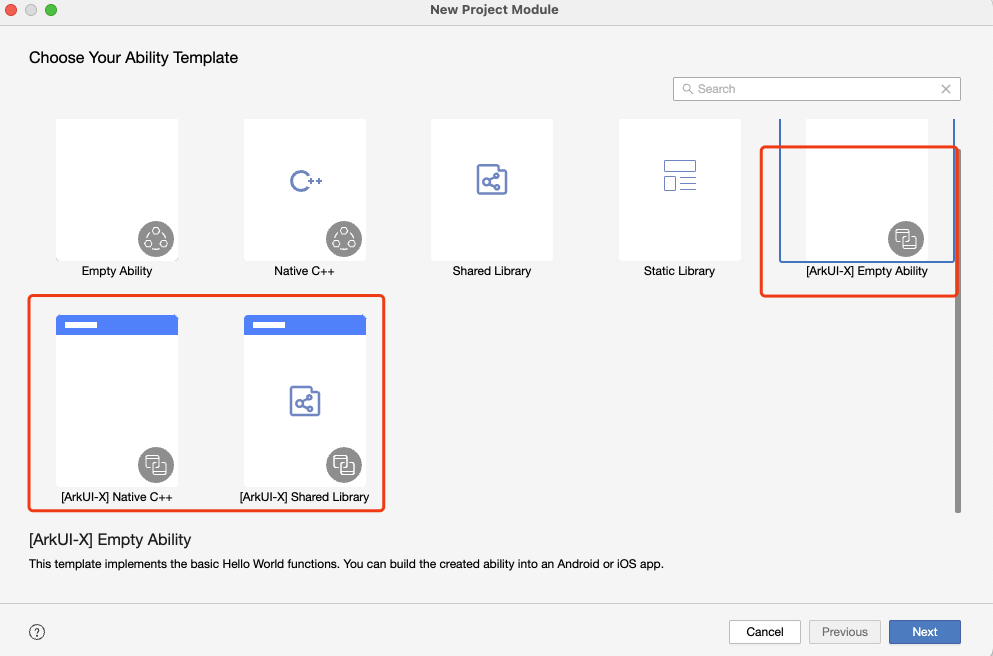 New Project Module
Choose Your Ability Template
Search
C++
Empty Ability
Native C++
Shared Library
Static Library
[ArkUI-X] Empty Ability
[ArkUI-X] Native C++
[ArkUI-X] Shared Library
[ArkUI-X] Empty Ability
This template implements the basic Hello World functions. You can build the created ability into an Android or iOS app.
?
Cancel
Previous
Next